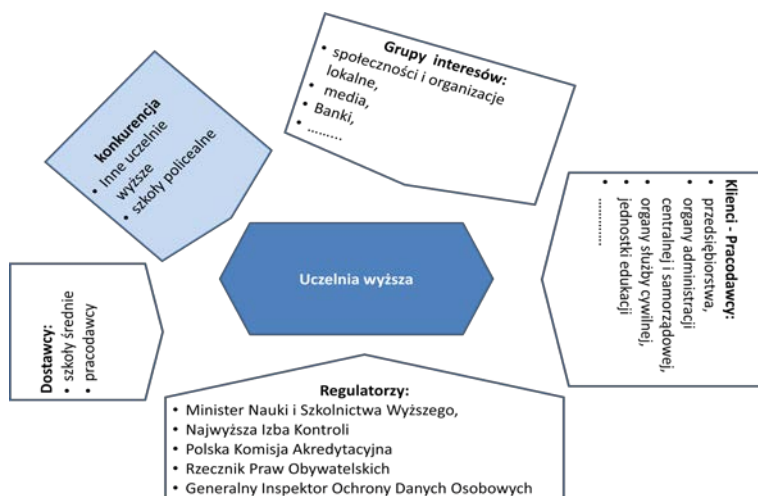 Grupy interesów:
• społeczności i organizacje
lokalne,
• media,
• Banki,
• ………
konkurencja
• Inne uczelnie
wyższe
• szkoły policealne
Klienci - Pracodawcy:
• przedsiębiorstwa,
• organy administracji
centralnej i samorządowej,
• organy służby cywilnej,
• jednostki edukacji
• …………
Uczelnia wyższa
Dostawcy:
• szkoły średnie
• pracodawcy
Regulatorzy:
• Minister Nauki i Szkolnictwa Wyższego,
• Najwyższa Izba Kontroli
• Polska Komisja Akredytacyjna
• Rzecznik Praw Obywatelskich
• Generalny Inspektor Ochrony Danych Osobowych